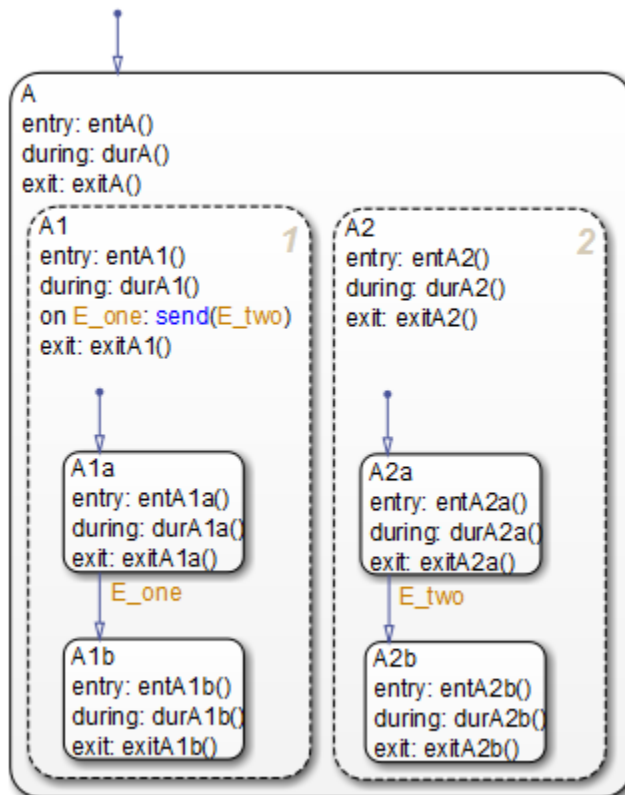 A
entry: entA()
during: durA()
exit: exitA()
A1
1
entry: entA1()
during: durA1()
on E_one: send(E_two)
exit: exitA1()
A1a
entry: entA1a()
during: durA1a()
exit: exitA1a()
E_one
A1b
entry: entA1b()
during: durA1b()
exit: exitA1b()
A2
2
entry: entA2()
during: durA2()
exit: exitA2()
A2a
entry: entA2a()
during: durA2a()
exit: exitA2a()
E_two
A2b
entry: entA2b()
during: durA2b()
exit: exitA2b()